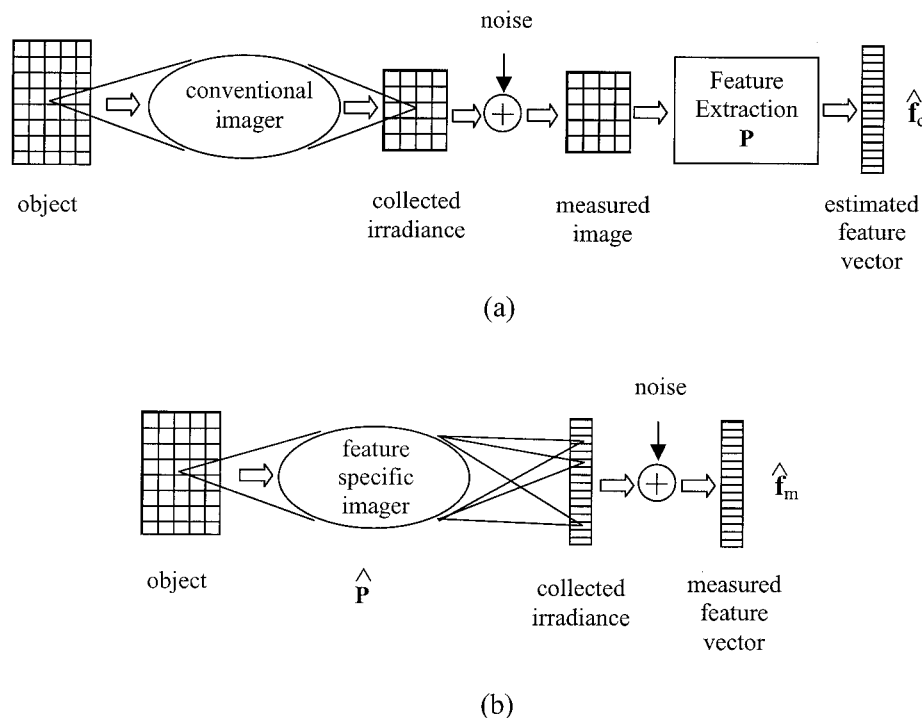 noise
conventional
imager
+
Feature
Extraction
P
f̂c
object
collected
irradiance
measured
image
estimated
feature
vector
(a)
noise
feature
specific
imager
+
f̂m
object
P̂
collected
irradiance
measured
feature
vector
(b)